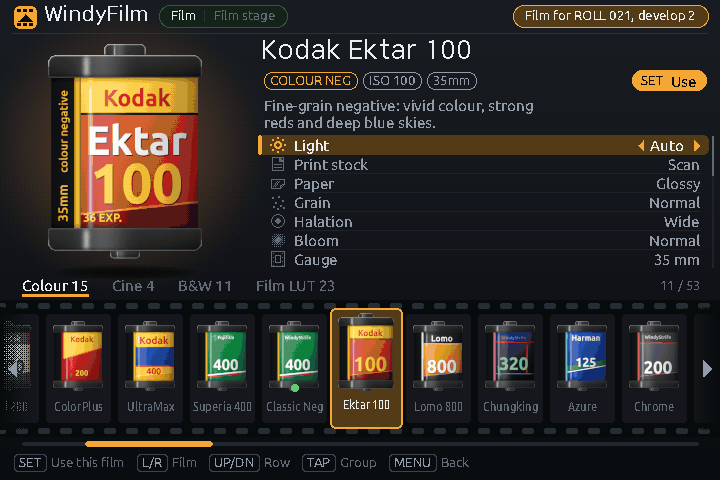 WindyFilm
Film
Film stage
Film for ROLL 021, develop 2
Kodak Ektar 100
COLOUR NEG
ISO 100
35mm
SET Use
Fine-grain negative: vivid colour, strong
reds and deep blue skies.
Kodak
Ektar
100
36 EXP.
35mm colour negative
Light Auto
Print stock Scan
Paper Glossy
Grain Normal
Halation Wide
Bloom Normal
Gauge 35 mm
Colour 15
Cine 4
B&W 11
Film LUT 23
11 / 53
Kodak
200
ColorPlus
Kodak
400
UltraMax
400
Superia 400
400
Classic Neg
Kodak
100
Ektar 100
Lomo
800
Lomo 800
320
Chungking
Harman
125
Azure
200
Chrome
SET Use this film
L/R Film
UP/DN Row
TAP Group
MENU Back